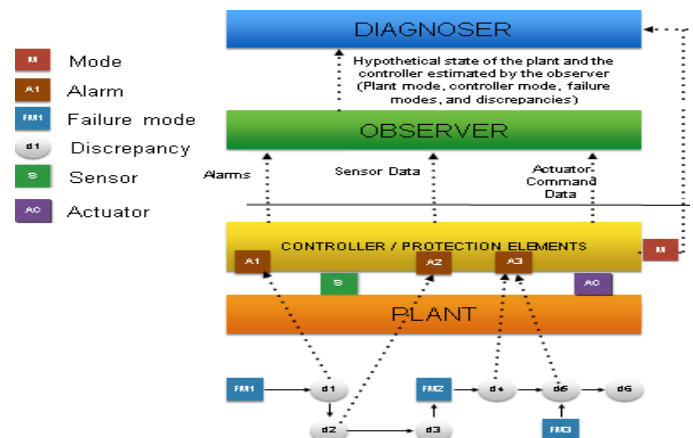 DIAGNOSER
Hypothetical state of the plant and the
controller estimated by the observer
(Plant mode, controller mode, failure
modes, and discrepancies)
M Mode
A1 Alarm
FM1 Failure mode
d1 Discrepancy
S Sensor
AC Actuator
OBSERVER
Alarms
Sensor Data
Actuator
Command
Data
CONTROLLER / PROTECTION ELEMENTS
M
A1
A2
A3
S
AC
PLANT
FM1
d1
FM2
d4
d5
d6
d2
d3
FM3